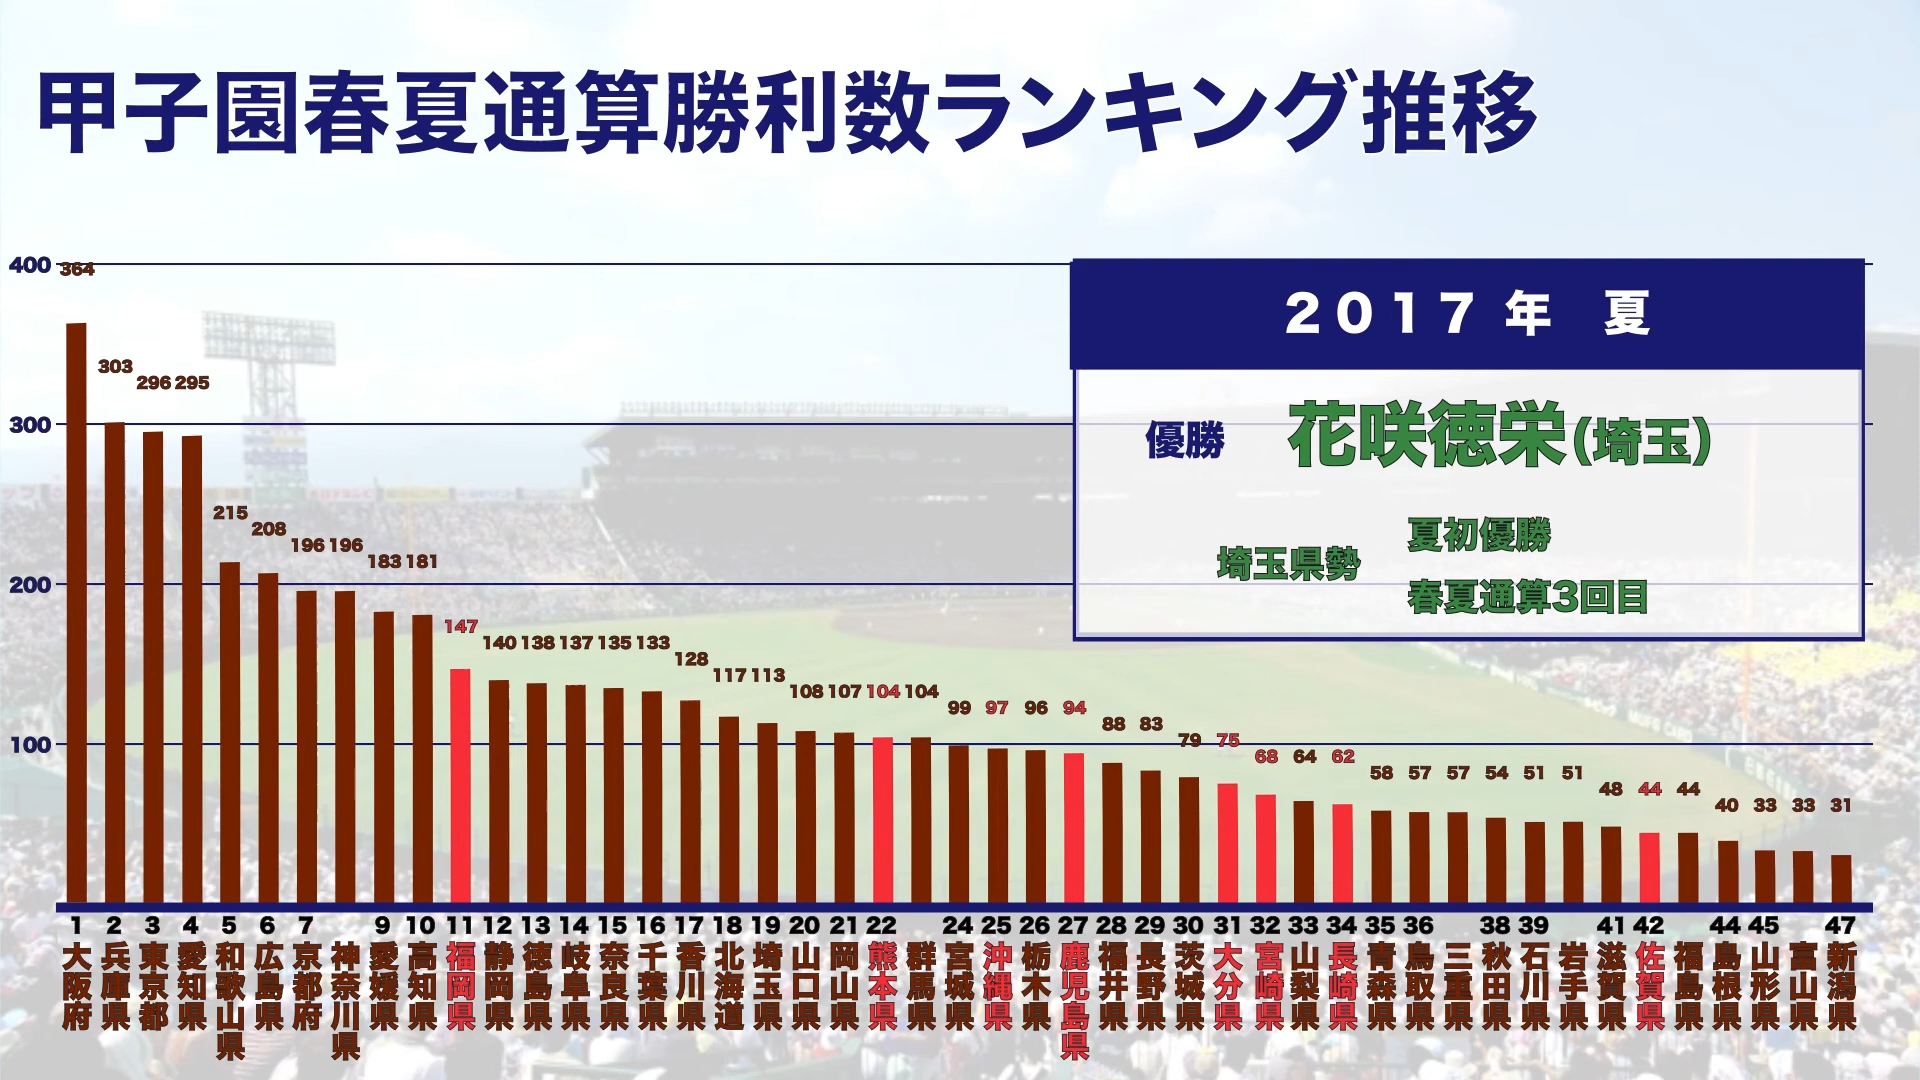 甲子園春夏通算勝利数ランキング推移
2017年 夏
優勝 花咲徳栄(埼玉)
埼玉県勢
夏初優勝
春夏通算3回目
400
300
200
100
364 303 296 295 215 208 196 196 183 181 147 140 138 137 135 133 128 117 113 108 107 104 104 99 97 96 94 88 83 79 75 68 64 62 58 57 57 54 51 51 48 44 44 40 33 33 31
1 2 3 4 5 6 7 9 10 11 12 13 14 15 16 17 18 19 20 21 22 24 25 26 27 28 29 30 31 32 33 34 35 36 38 39 41 42 44 45 47
大阪府
兵庫県
東京都
愛知県
和歌山県
広島県
京都府
神奈川県
愛媛県
高知県
福岡県
静岡県
徳島県
岐阜県
奈良県
千葉県
香川県
北海道
埼玉県
山口県
岡山県
熊本県
群馬県
宮城県
沖縄県
栃木県
鹿児島県
福井県
長野県
茨城県
大分県
宮崎県
山梨県
長崎県
青森県
鳥取県
三重県
秋田県
石川県
岩手県
滋賀県
佐賀県
福島県
島根県
山形県
富山県
新潟県